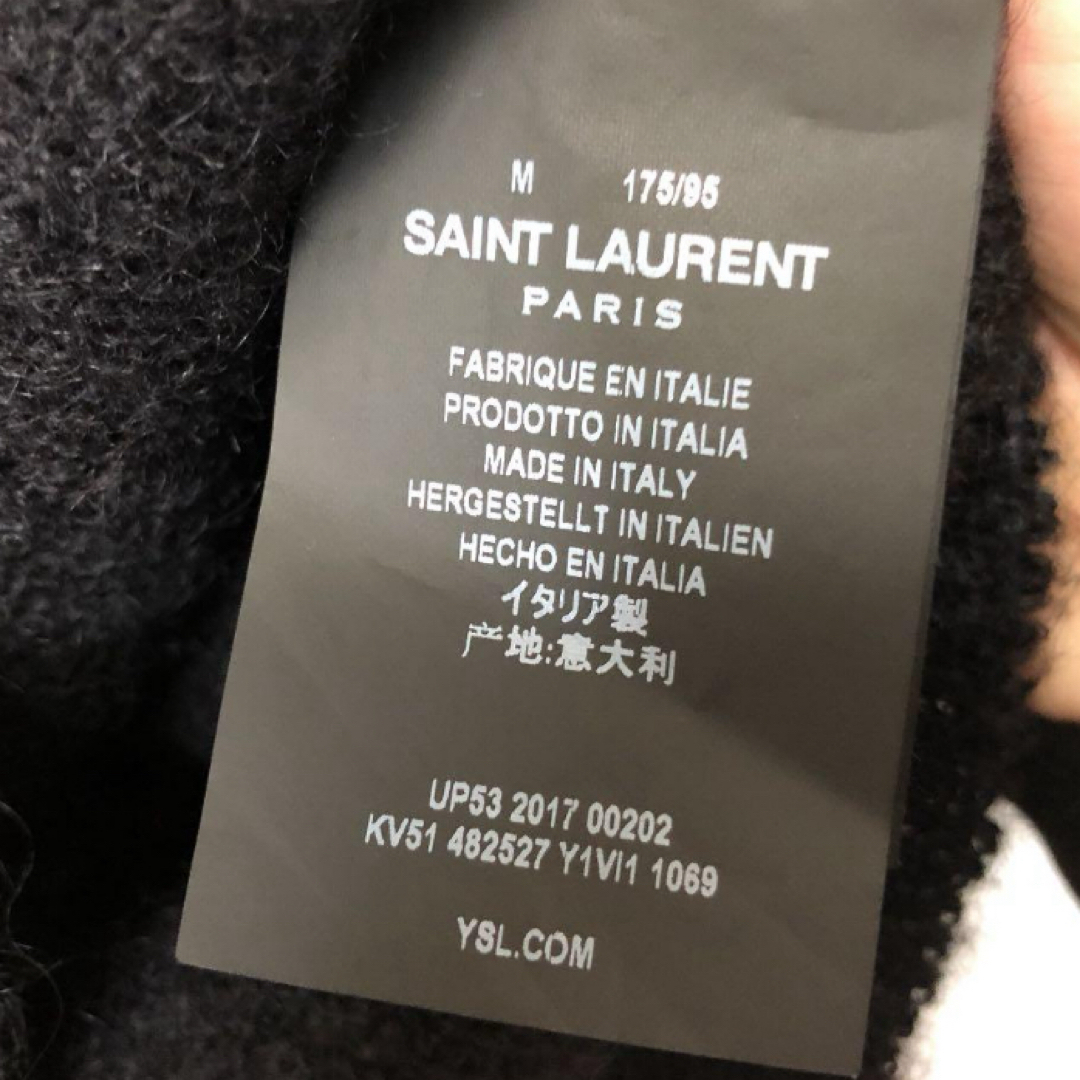 M 175/95
SAINT LAURENT
PARIS
FABRIQUE EN ITALIE
PRODOTTO IN ITALIA
MADE IN ITALY
HERGESTELLT IN ITALIEN
HECHO EN ITALIA
イタリア製
产地:意大利
UP53 2017 00202
KV51 482527 Y1VI1 1069
YSL.COM